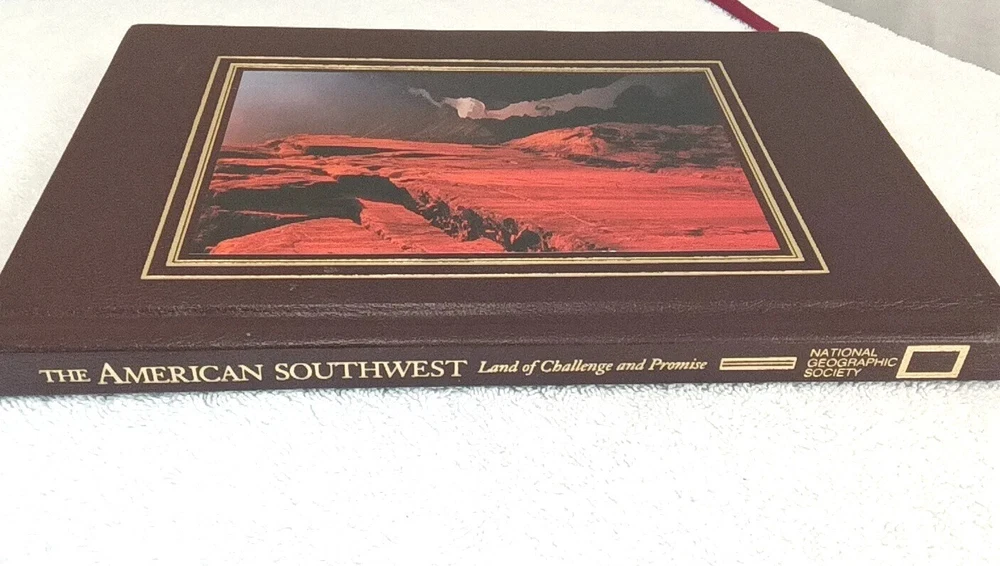 THE AMERICAN SOUTHWEST Land of Challenge and Promise
NATIONAL
GEOGRAPHIC
SOCIETY